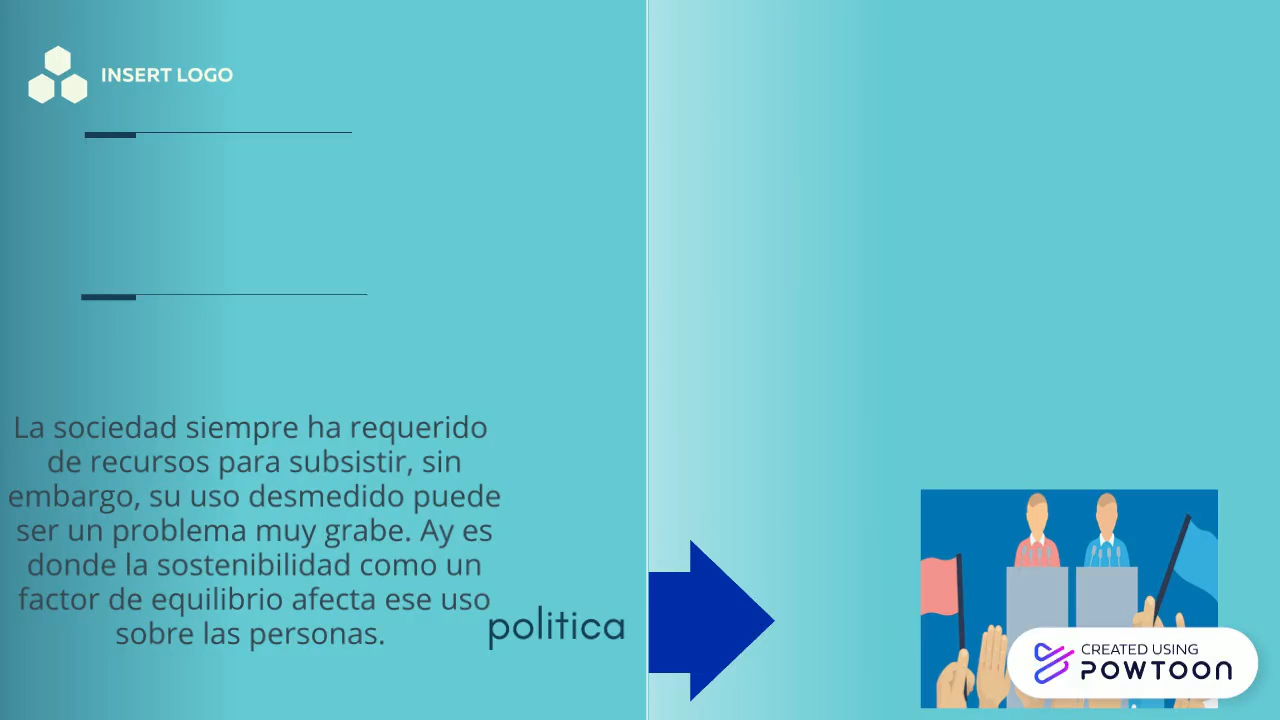 INSERT LOGO
La sociedad siempre ha requerido
de recursos para subsistir, sin
embargo, su uso desmedido puede
ser un problema muy grabe. Ay es
donde la sostenibilidad como un
factor de equilibrio afecta ese uso
sobre las personas.
politica
CREATED USING
POWTOON